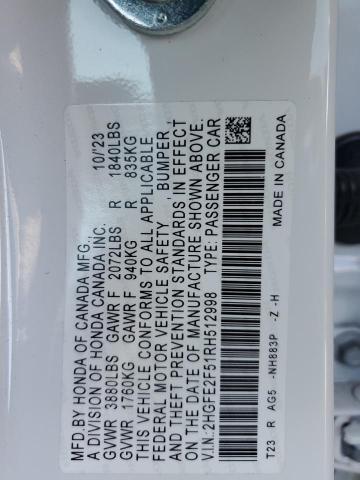 MFD.BY HONDA OF CANADA MFG., 10/23
A DIVISION OF HONDA CANADA INC.
GVWR 3880LBS GAWR F 2072LBS R 1840LBS
GVWR 1760KG GAWR F 940KG R 835KG
THIS VEHICLE CONFORMS TO ALL APPLICABLE
FEDERAL MOTOR VEHICLE SAFETY, BUMPER,
AND THEFT PREVENTION STANDARDS IN EFFECT
ON THE DATE OF MANUFACTURE SHOWN ABOVE.
V.I.N.:2HGFE2F51RH512998 TYPE: PASSENGER CAR
MADE IN CANADA
T23 R AG5 -NH883P -Z -H